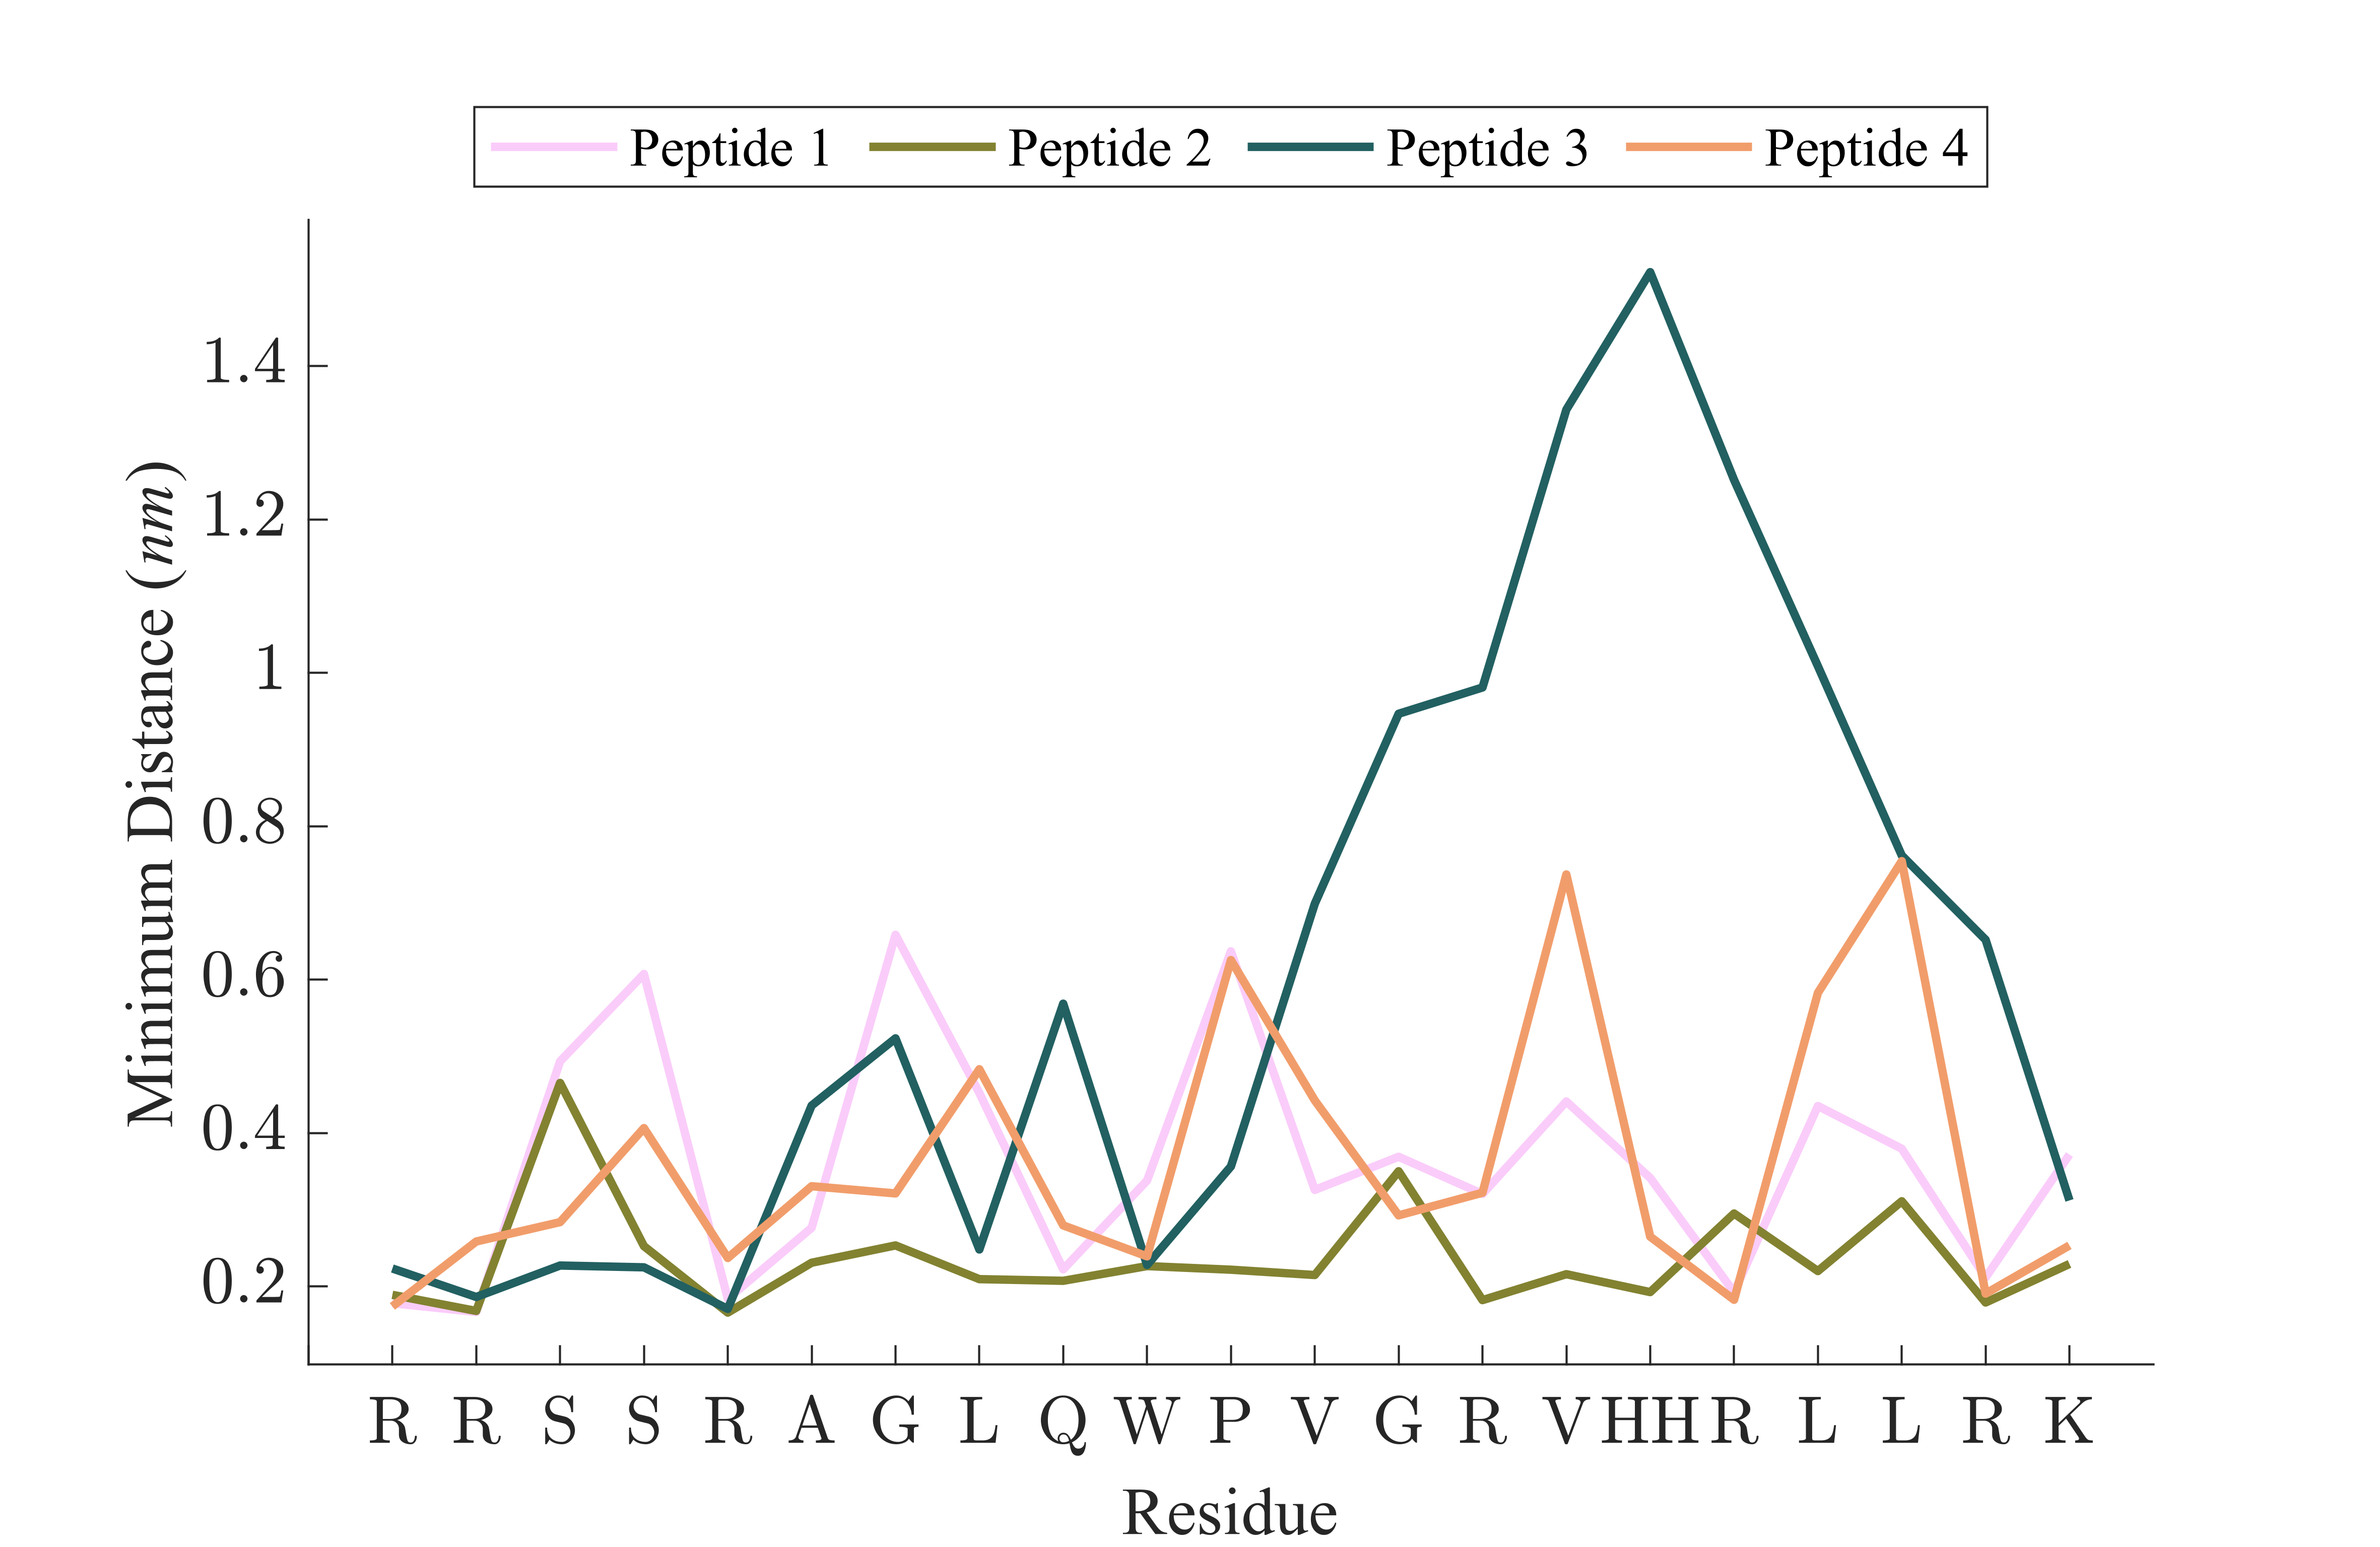 Peptide 1 Peptide 2 Peptide 3 Peptide 4
Minimum Distance (nm)
1.4
1.2
1
0.8
0.6
0.4
0.2
R R S S R A G L Q W P V G R V HH R L L R K
Residue